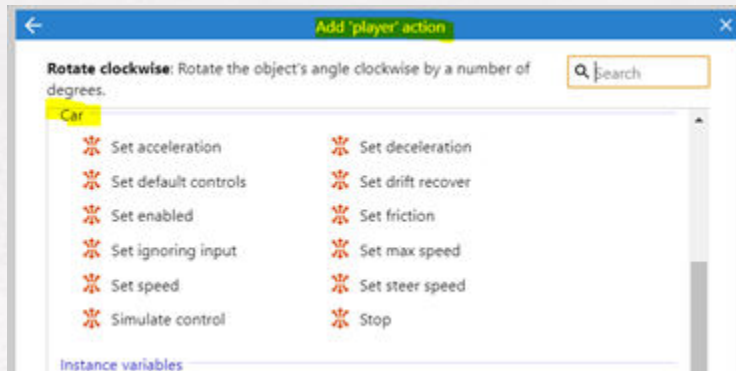 Add 'player' action
Rotate clockwise: Rotate the object's angle clockwise by a number of
degrees.
Search
Car
Set acceleration
Set deceleration
Set default controls
Set drift recover
Set enabled
Set friction
Set ignoring input
Set max speed
Set speed
Set steer speed
Simulate control
Stop
Instance variables